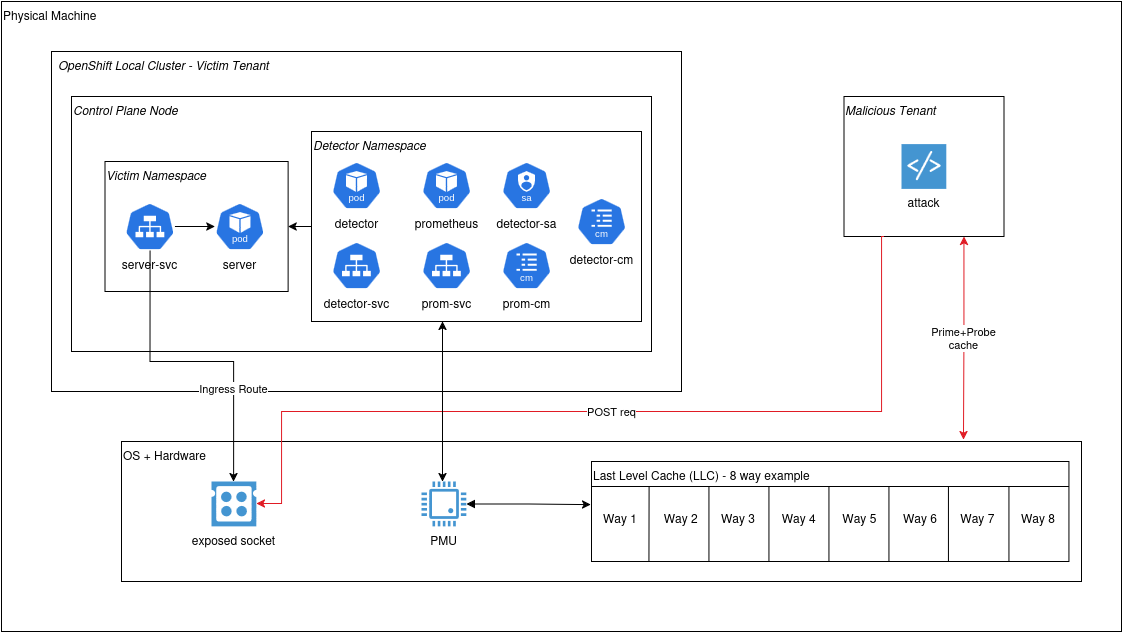 Physical Machine
OpenShift Local Cluster - Victim Tenant
Control Plane Node
Malicious Tenant
Detector Namespace
Victim Namespace
pod
pod
sa
detector
prometheus
detector-sa
attack
pod
cm
server-svc
server
detector-cm
cm
detector-svc
prom-svc
prom-cm
Prime+Probe
cache
Ingress Route
POST req
OS + Hardware
Last Level Cache (LLC) - 8 way example
Way 1
Way 2
Way 3
Way 4
Way 5
Way 6
Way 7
Way 8
exposed socket
PMU